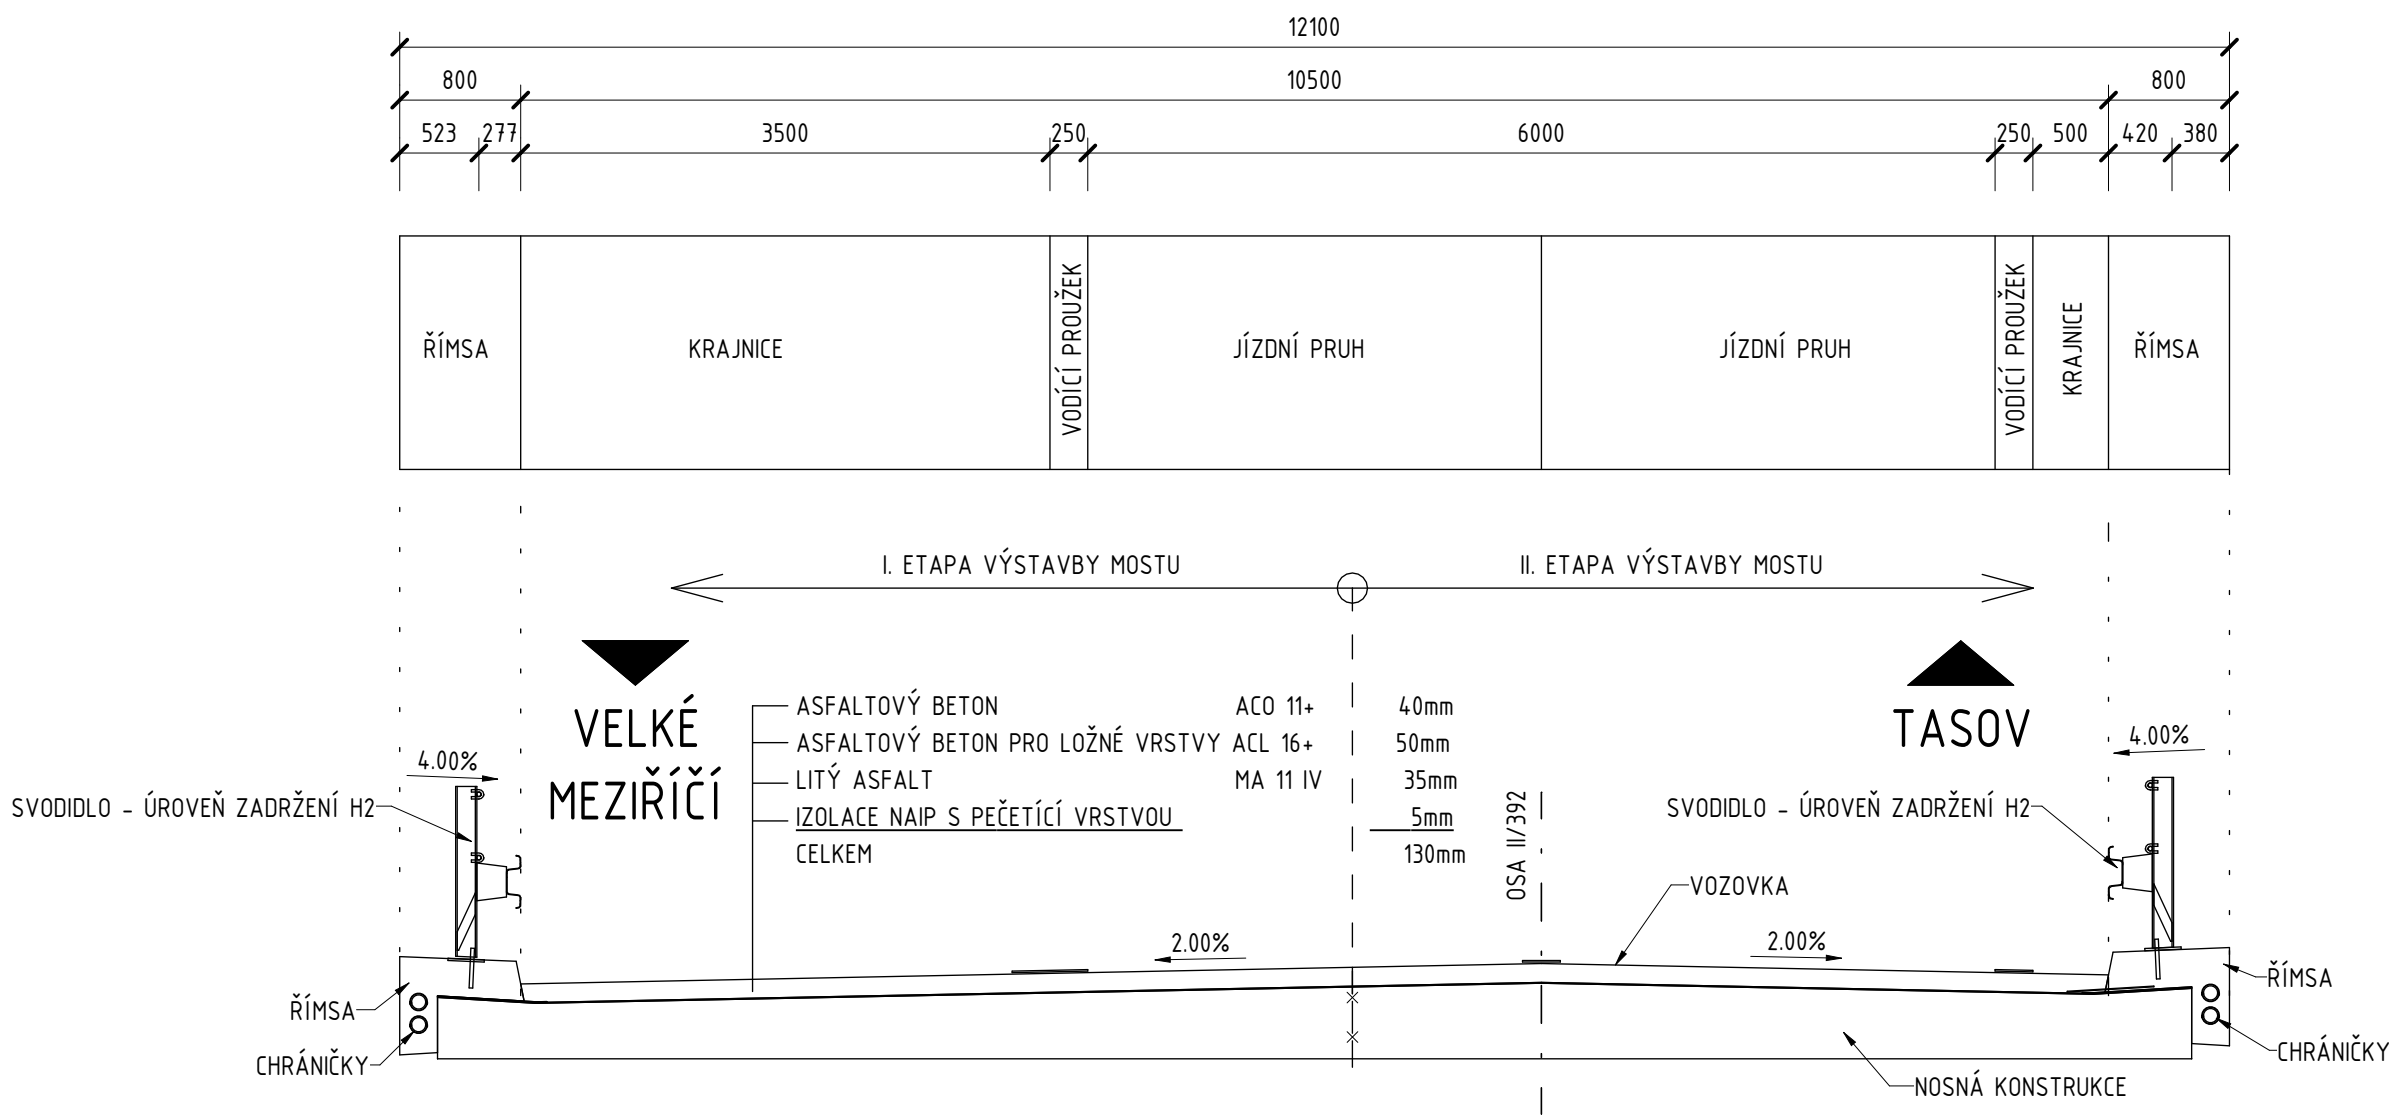 12100
800 10500 800
523 277 3500 250 6000 250 500 420 380
ŘÍMSA KRAJNICE VODÍCÍ PROUŽEK JÍZDNÍ PRUH JÍZDNÍ PRUH VODÍCÍ PROUŽEK KRAJNICE ŘÍMSA
I. ETAPA VÝSTAVBY MOSTU II. ETAPA VÝSTAVBY MOSTU
VELKÉ
MEZIŘÍČÍ
TASOV
ASFALTOVÝ BETON ACO 11+ 40mm
ASFALTOVÝ BETON PRO LOŽNÉ VRSTVY ACL 16+ 50mm
LITÝ ASFALT MA 11 IV 35mm
IZOLACE NAIP S PEČETÍCÍ VRSTVOU 5mm
CELKEM 130mm
4.00%
4.00%
SVODIDLO - ÚROVEŇ ZADRŽENÍ H2
SVODIDLO - ÚROVEŇ ZADRŽENÍ H2
OSA II/392
VOZOVKA
2.00%
2.00%
ŘÍMSA
ŘÍMSA
CHRÁNIČKY
CHRÁNIČKY
NOSNÁ KONSTRUKCE